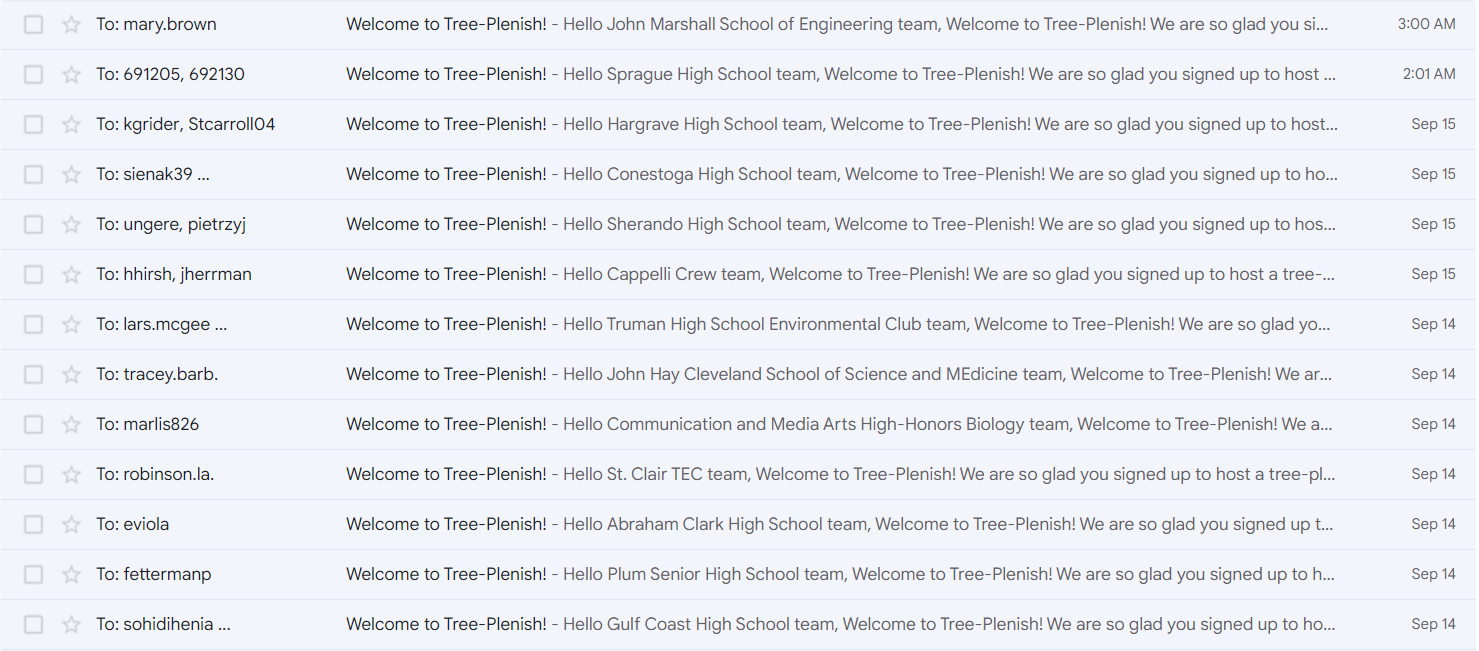 To: mary.brown Welcome to Tree-Plenish! - Hello John Marshall School of Engineering team, Welcome to Tree-Plenish! We are so glad you si... 3:00 AM
To: 691205, 692130 Welcome to Tree-Plenish! - Hello Sprague High School team, Welcome to Tree-Plenish! We are so glad you signed up to host ... 2:01 AM
To: kgrider, Stcarroll04 Welcome to Tree-Plenish! - Hello Hargrave High School team, Welcome to Tree-Plenish! We are so glad you signed up to host... Sep 15
To: sienak39 ... Welcome to Tree-Plenish! - Hello Conestoga High School team, Welcome to Tree-Plenish! We are so glad you signed up to ho... Sep 15
To: ungere, pietrzyj Welcome to Tree-Plenish! - Hello Sherando High School team, Welcome to Tree-Plenish! We are so glad you signed up to hos... Sep 15
To: hhirsh, jherrman Welcome to Tree-Plenish! - Hello Cappelli Crew team, Welcome to Tree-Plenish! We are so glad you signed up to host a tree-... Sep 15
To: lars.mcgee ... Welcome to Tree-Plenish! - Hello Truman High School Environmental Club team, Welcome to Tree-Plenish! We are so glad yo... Sep 14
To: tracey.barb. Welcome to Tree-Plenish! - Hello John Hay Cleveland School of Science and MEdicine team, Welcome to Tree-Plenish! We ar... Sep 14
To: marlis826 Welcome to Tree-Plenish! - Hello Communication and Media Arts High-Honors Biology team, Welcome to Tree-Plenish! We a... Sep 14
To: robinson.la. Welcome to Tree-Plenish! - Hello St. Clair TEC team, Welcome to Tree-Plenish! We are so glad you signed up to host a tree-pl... Sep 14
To: eviola Welcome to Tree-Plenish! - Hello Abraham Clark High School team, Welcome to Tree-Plenish! We are so glad you signed up t... Sep 14
To: fettermanp Welcome to Tree-Plenish! - Hello Plum Senior High School team, Welcome to Tree-Plenish! We are so glad you signed up to h... Sep 14
To: sohidihenia ... Welcome to Tree-Plenish! - Hello Gulf Coast High School team, Welcome to Tree-Plenish! We are so glad you signed up to ho... Sep 14